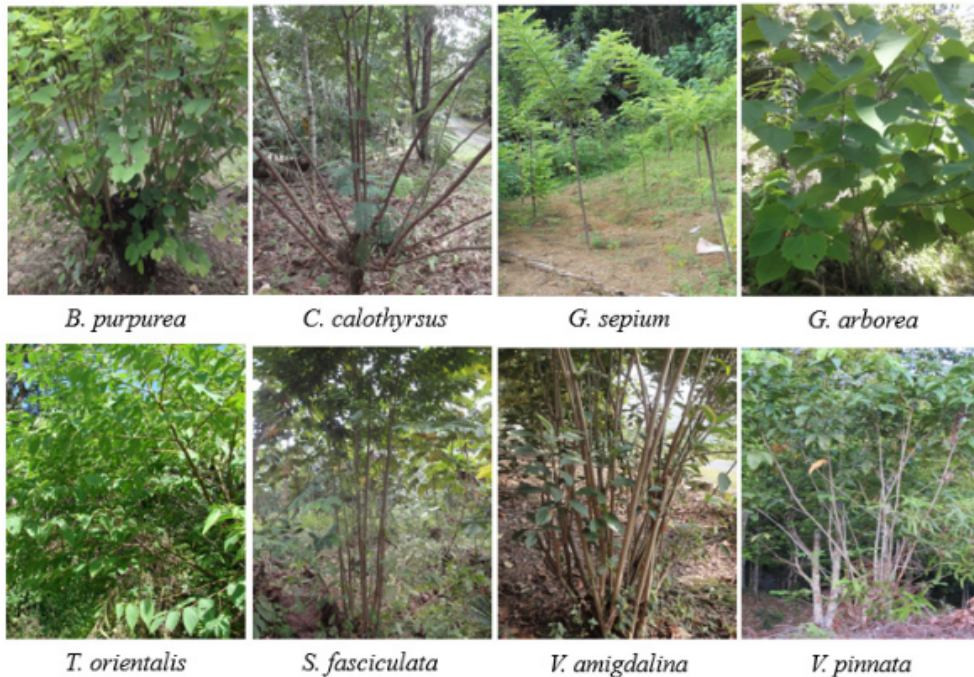 B. purpurea
C. calothyrsus
G. sepium
G. arborea
T. orientalis
S. fasciculata
V. amigdalina
V. pinnata